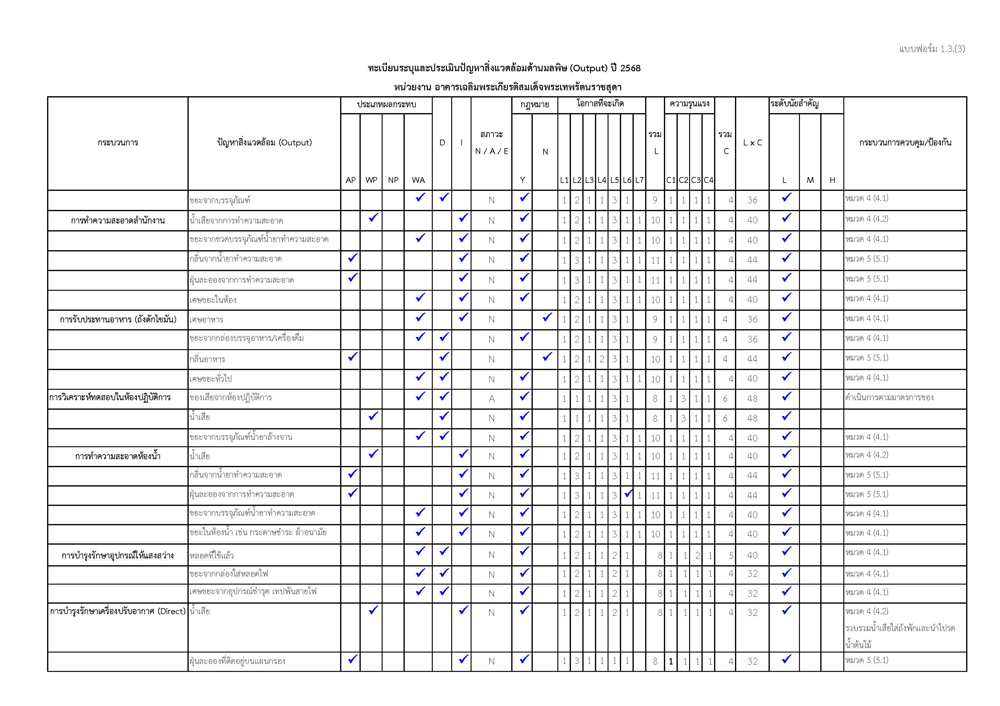 แบบฟอร์ม 1.3.(3)
ทะเบียนระบุและประเมินปัญหาสิ่งแวดล้อมด้านมลพิษ (Output) ปี 2568
หน่วยงาน อาคารเฉลิมพระเกียรติสมเด็จพระเทพรัตนราชสุดา
กระบวนการ ปัญหาสิ่งแวดล้อม (Output) ประเภทผลกระทบ D I สภาวะ N / A / E กฎหมาย โอกาสที่จะเกิด รวม L ความรุนแรง รวม C L x C ระดับนัยสำคัญ กระบวนการควบคุม/ป้องกัน
AP WP NP WA Y N L1 L2 L3 L4 L5 L6 L7 C1 C2 C3 C4 L M H
ขยะจากบรรจุภัณฑ์ ✓ ✓ N ✓ 1 2 1 1 3 1 9 1 1 1 1 4 36 ✓ หมวด 4 (4.1)
การทำความสะอาดสำนักงาน น้ำเสียจากการทำความสะอาด ✓ ✓ N ✓ 1 2 1 1 3 1 1 10 1 1 1 1 4 40 ✓ หมวด 4 (4.2)
ขยะจากขวดบรรจุภัณฑ์น้ำยาทำความสะอาด ✓ ✓ N ✓ 1 2 1 1 3 1 1 10 1 1 1 1 4 40 ✓ หมวด 4 (4.1)
กลิ่นจากน้ำยาทำความสะอาด ✓ ✓ N ✓ 1 3 1 1 3 1 1 11 1 1 1 1 4 44 ✓ หมวด 5 (5.1)
ฝุ่นละอองจากการทำความสะอาด ✓ ✓ N ✓ 1 3 1 1 3 1 1 11 1 1 1 1 4 44 ✓ หมวด 5 (5.1)
เศษขยะในห้อง ✓ ✓ N ✓ 1 2 1 1 3 1 1 10 1 1 1 1 4 40 ✓ หมวด 4 (4.1)
การรับประทานอาหาร (ถังดักไขมัน) เศษอาหาร ✓ ✓ N ✓ 1 2 1 1 3 1 9 1 1 1 1 4 36 ✓ หมวด 4 (4.1)
ขยะจากกล่องบรรจุอาหาร/เครื่องดื่ม ✓ ✓ N ✓ 1 2 1 1 3 1 9 1 1 1 1 4 36 ✓ หมวด 4 (4.1)
กลิ่นอาหาร ✓ ✓ N ✓ 1 2 1 2 3 1 10 1 1 1 1 4 44 ✓ หมวด 5 (5.1)
เศษขยะทั่วไป ✓ ✓ N ✓ 1 2 1 1 3 1 1 10 1 1 1 1 4 40 ✓ หมวด 4 (4.1)
การวิเคราะห์ทดสอบในห้องปฏิบัติการ ของเสียจากห้องปฏิบัติการ ✓ ✓ A ✓ 1 1 1 1 3 1 8 1 3 1 1 6 48 ✓ ดำเนินการตามมาตรการของ
น้ำเสีย ✓ ✓ N ✓ 1 1 1 1 3 1 8 1 3 1 1 6 48 ✓
ขยะจากบรรจุภัณฑ์น้ำยาล้างจาน ✓ ✓ N ✓ 1 2 1 1 3 1 1 10 1 1 1 1 4 40 ✓ หมวด 4 (4.1)
การทำความสะอาดห้องน้ำ น้ำเสีย ✓ ✓ N ✓ 1 2 1 1 3 1 1 10 1 1 1 1 4 40 ✓ หมวด 4 (4.2)
กลิ่นจากน้ำยาทำความสะอาด ✓ ✓ N ✓ 1 3 1 1 3 1 1 11 1 1 1 1 4 44 ✓ หมวด 5 (5.1)
ฝุ่นละอองจากการทำความสะอาด ✓ ✓ N ✓ 1 3 1 1 3 ✓ 1 11 1 1 1 1 4 44 ✓ หมวด 5 (5.1)
ขยะจากบรรจุภัณฑ์น้ำยาทำความสะอาด ✓ ✓ N ✓ 1 2 1 1 3 1 1 10 1 1 1 1 4 40 ✓ หมวด 4 (4.1)
ขยะในห้องน้ำ เช่น กระดาษชำระ ผ้าอนามัย ✓ ✓ N ✓ 1 2 1 1 3 1 1 10 1 1 1 1 4 40 ✓ หมวด 4 (4.1)
การบำรุงรักษาอุปกรณ์ให้แสงสว่าง หลอดที่ใช้แล้ว ✓ ✓ N ✓ 1 2 1 1 2 1 8 1 1 2 1 5 40 ✓ หมวด 4 (4.1)
ขยะจากกล่องใส่หลอดไฟ ✓ ✓ N ✓ 1 2 1 1 2 1 8 1 1 1 1 4 32 ✓ หมวด 4 (4.1)
เศษขยะจากอุปกรณ์ชำรุด เทปพันสายไฟ ✓ ✓ N ✓ 1 2 1 1 2 1 8 1 1 1 1 4 32 ✓ หมวด 4 (4.1)
การบำรุงรักษาเครื่องปรับอากาศ (Direct) น้ำเสีย ✓ ✓ N ✓ 1 2 1 1 2 1 8 1 1 1 1 4 32 ✓ หมวด 4 (4.2)
รวบรวมน้ำเสียใส่ถังพักและนำไปรด
น้ำต้นไม้
ฝุ่นละอองที่ติดอยู่บนแผนกรอง ✓ ✓ N ✓ 1 3 1 1 1 1 8 1 1 1 1 4 32 ✓ หมวด 5 (5.1)